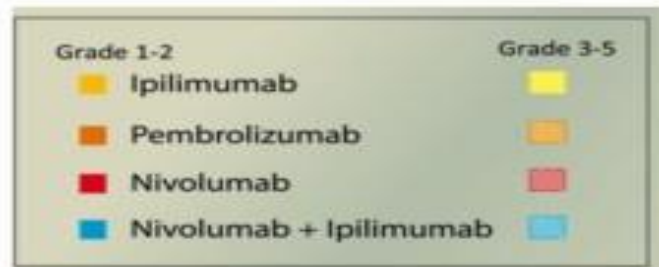 Grade 1-2 Grade 3-5
Ipilimumab
Pembrolizumab
Nivolumab
Nivolumab + Ipilimumab